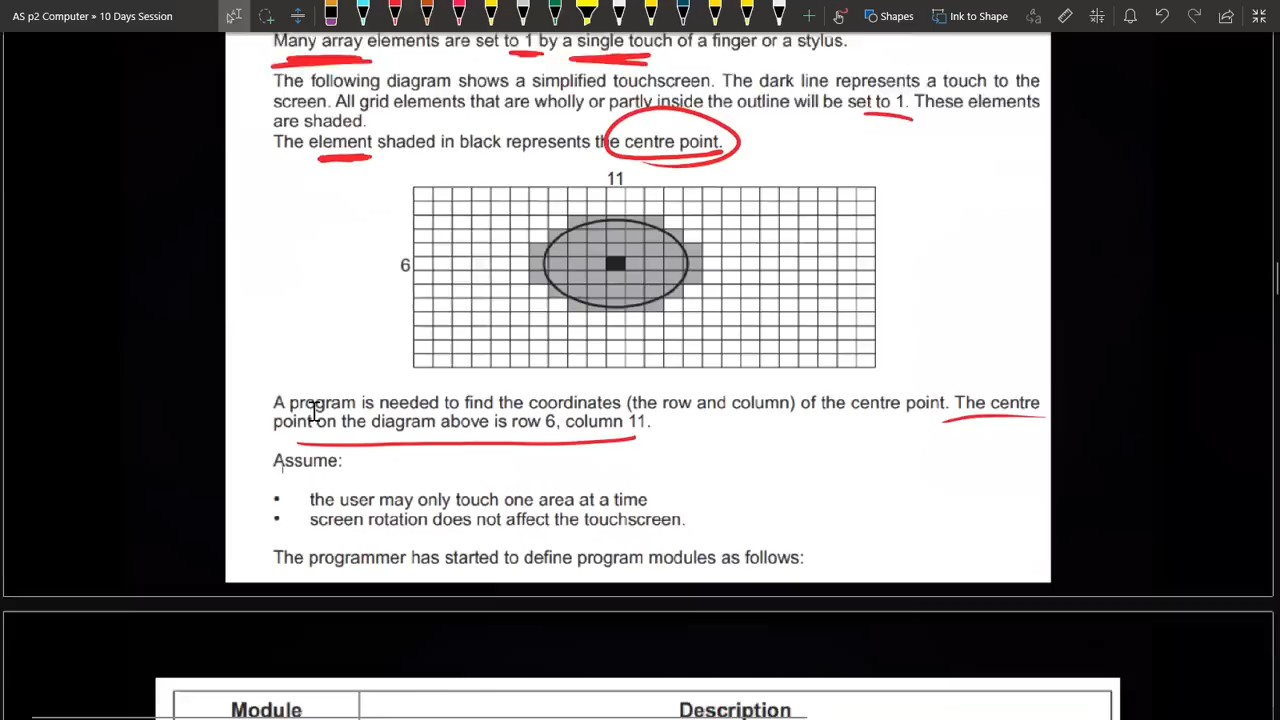 AS p2 Computer » 10 Days Session
Shapes
Ink to Shape
Many array elements are set to 1 by a single touch of a finger or a stylus.
The following diagram shows a simplified touchscreen. The dark line represents a touch to the
screen. All grid elements that are wholly or partly inside the outline will be set to 1. These elements
are shaded.
The element shaded in black represents the centre point.
11
6
A program is needed to find the coordinates (the row and column) of the centre point. The centre
point on the diagram above is row 6, column 11.
Assume:
• the user may only touch one area at a time
• screen rotation does not affect the touchscreen.
The programmer has started to define program modules as follows:
Module Description